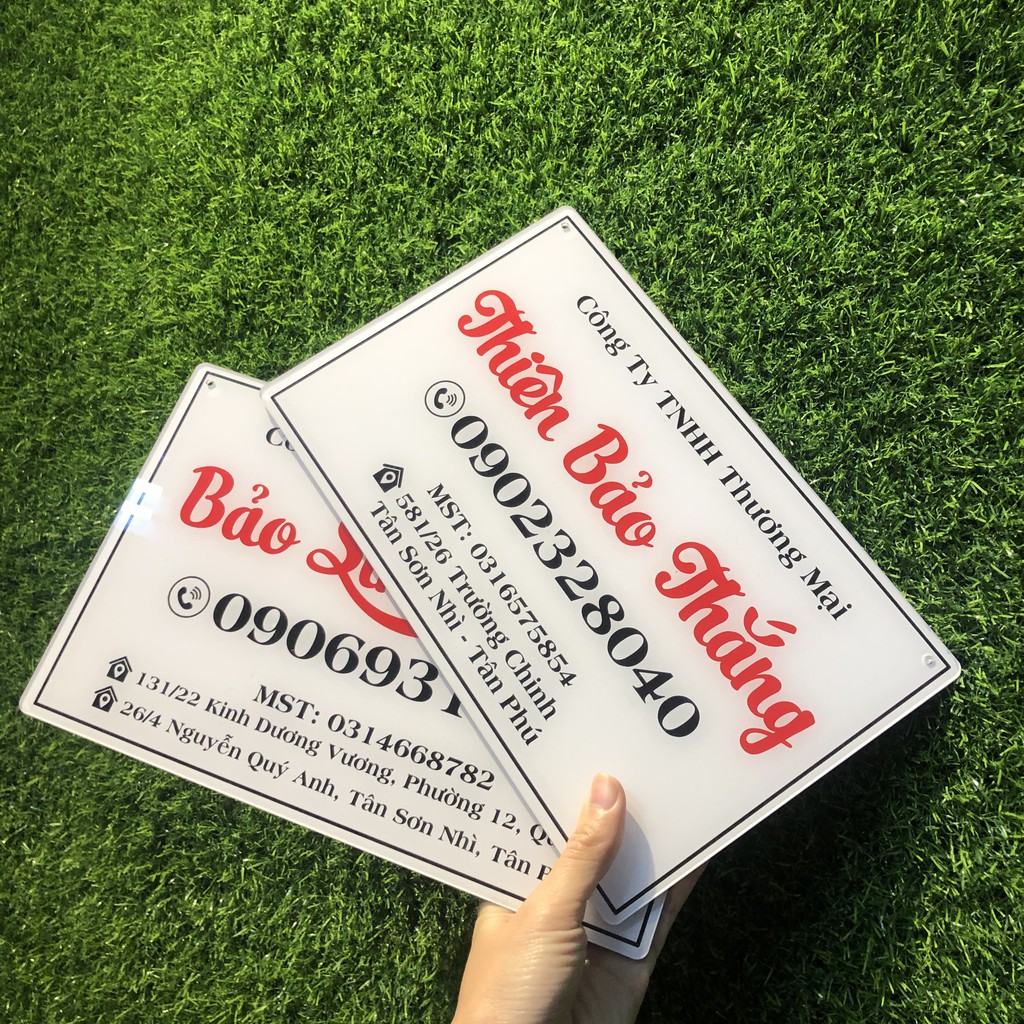 Công Ty TNHH Thương Mại
Thiên Bảo Thắng
0902328040
MST: 0316575854
581/26 Trường Chinh
Tân Sơn Nhì - Tân Phú
Bảo
MST: 0314668782
131/22 Kinh Dương Vương, Phường 12,
26/4 Nguyễn Quý Anh, Tân Sơn Nhì, Tân